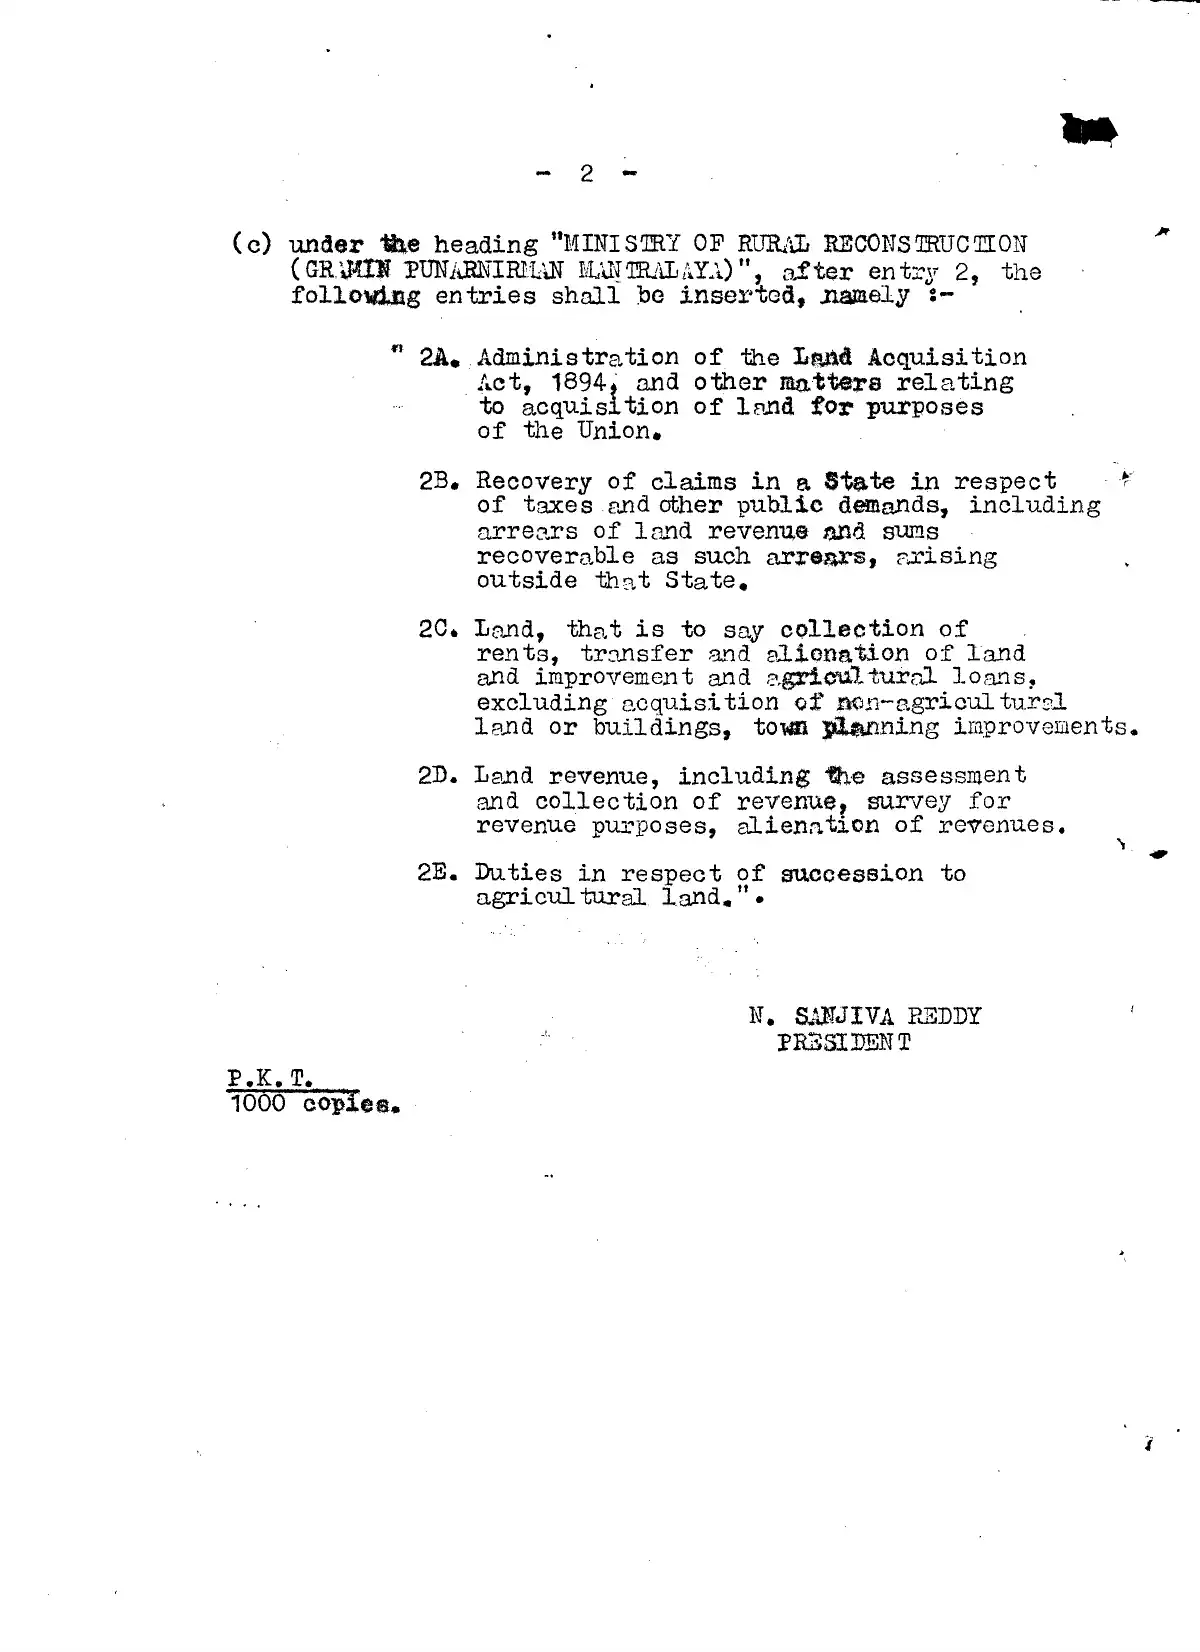 - 2 -
(c) under the heading "MINISTRY OF RURAL RECONSTRUCTION
(GRAMIN PUNARNIRMAN MANTRALAYA)", after entry 2, the
following entries shall be inserted, namely :-
" 2A. Administration of the Land Acquisition
Act, 1894; and other matters relating
to acquisition of land for purposes
of the Union.
2B. Recovery of claims in a State in respect
of taxes and other public demands, including
arrears of land revenue and sums
recoverable as such arrears, arising
outside that State.
2C. Land, that is to say collection of
rents, transfer and alienation of land
and improvement and agricultural loans,
excluding acquisition of non-agricultural
land or buildings, town planning improvements.
2D. Land revenue, including the assessment
and collection of revenue, survey for
revenue purposes, alienation of revenues.
2E. Duties in respect of succession to
agricultural land.".
N. SANJIVA REDDY
PRESIDENT
P.K.T.
1000 copies.